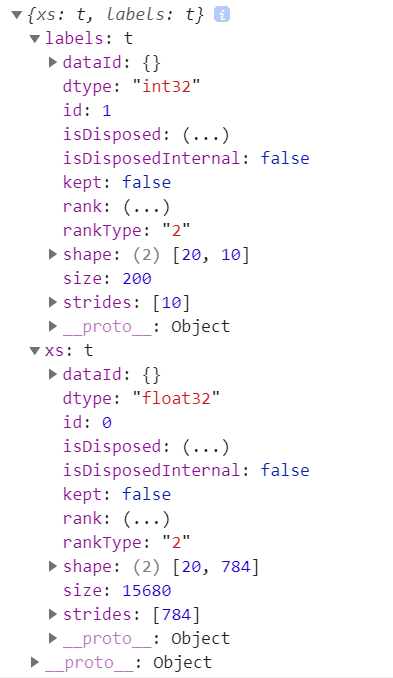 {xs: t, labels: t} i
labels: t
dataId: {}
dtype: "int32"
id: 1
isDisposed: (...)
isDisposedInternal: false
kept: false
rank: (...)
rankType: "2"
shape: (2) [20, 10]
size: 200
strides: [10]
__proto__: Object
xs: t
dataId: {}
dtype: "float32"
id: 0
isDisposed: (...)
isDisposedInternal: false
kept: false
rank: (...)
rankType: "2"
shape: (2) [20, 784]
size: 15680
strides: [784]
__proto__: Object
__proto__: Object